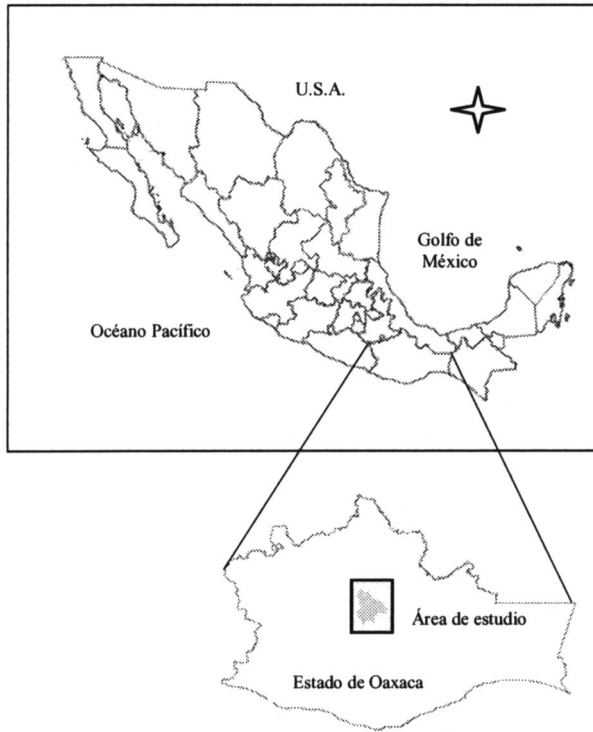 U.S.A.
Golfo de
México
Océano Pacífico
Área de estudio
Estado de Oaxaca